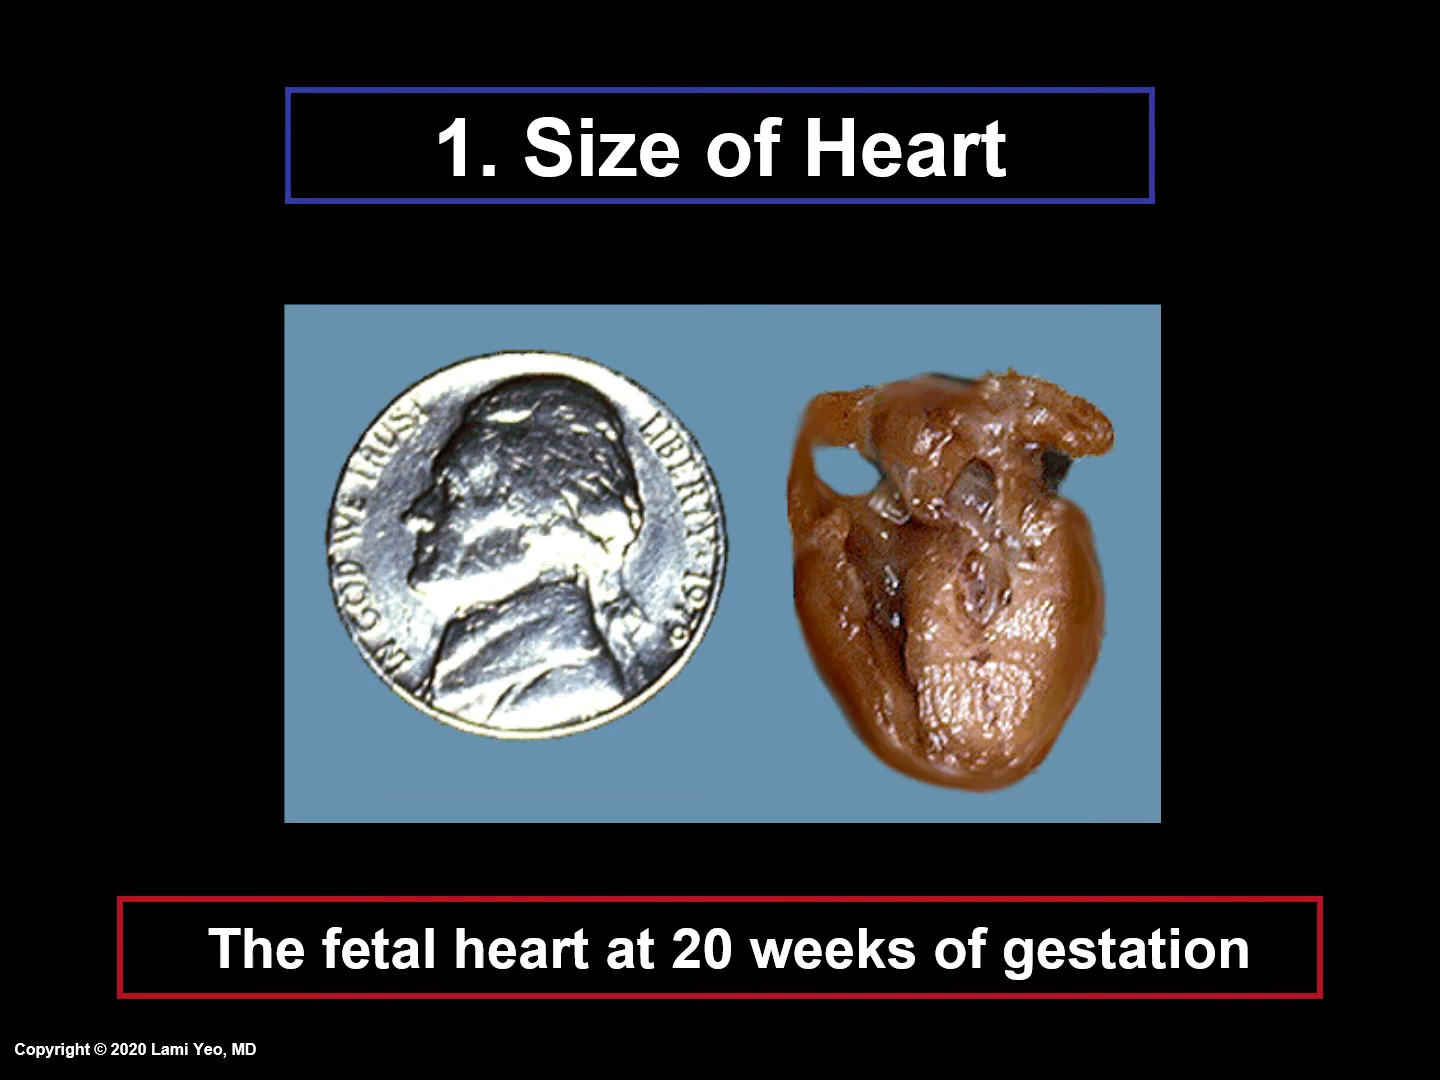 1. Size of Heart
IN GOD WE TRUST
LIBERTY 1979
The fetal heart at 20 weeks of gestation
Copyright © 2020 Lami Yeo, MD